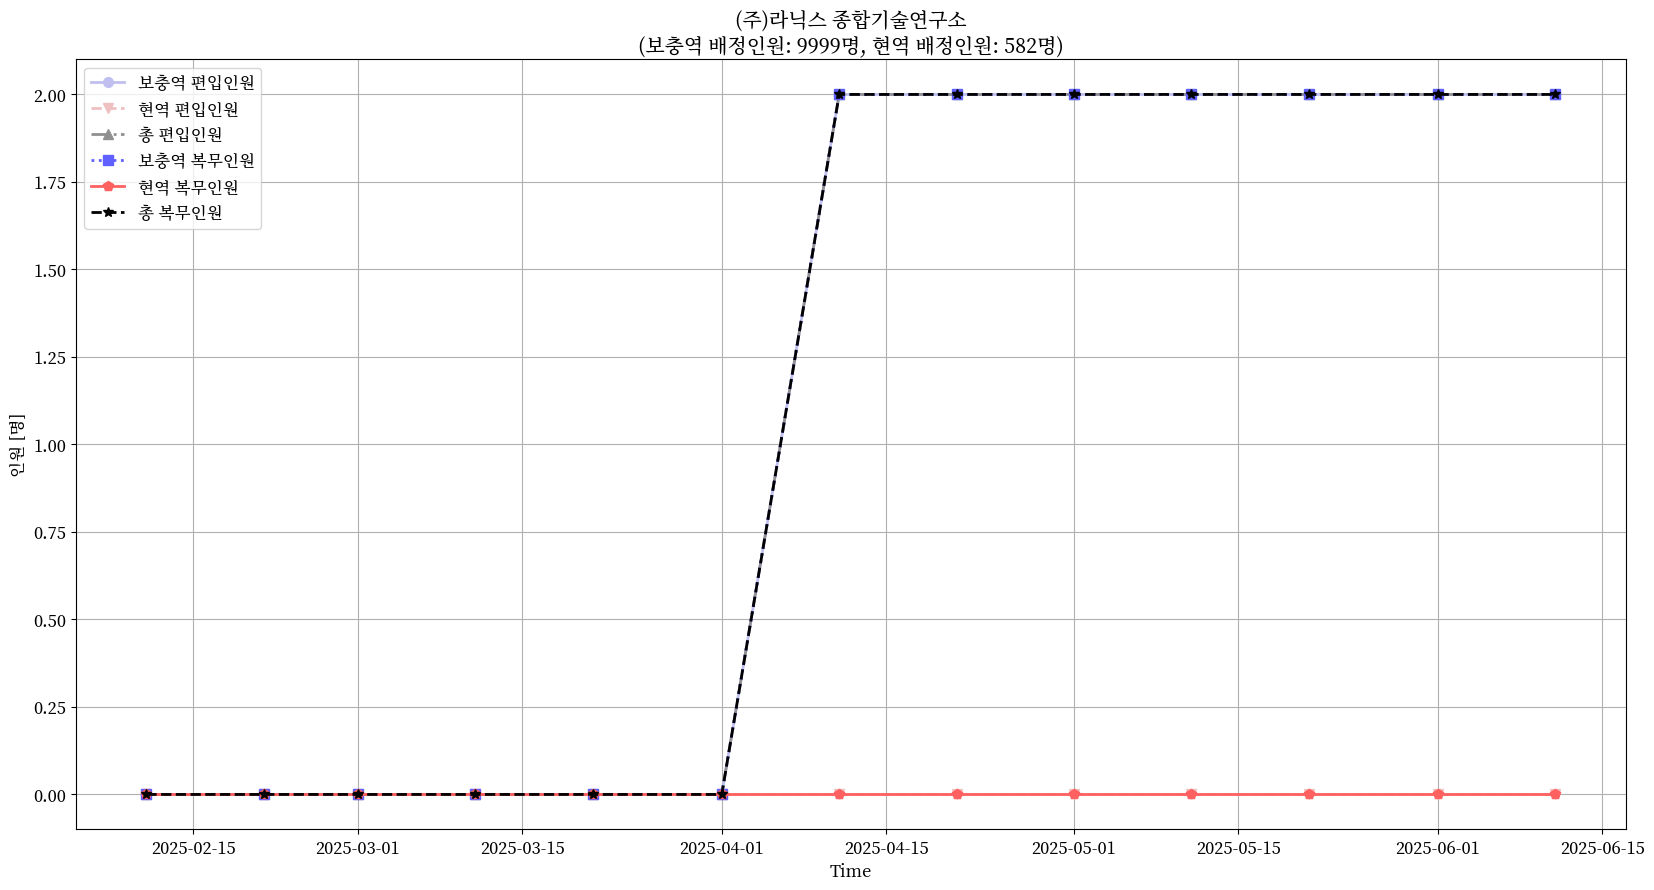 (주)라닉스 종합기술연구소
(보충역 배정인원: 9999명, 현역 배정인원: 582명)
보충역 편입인원
현역 편입인원
총 편입인원
보충역 복무인원
현역 복무인원
총 복무인원
2.00
1.75
1.50
1.25
1.00
0.75
0.50
0.25
0.00
인원 [명]
2025-02-15 2025-03-01 2025-03-15 2025-04-01 2025-04-15 2025-05-01 2025-05-15 2025-06-01 2025-06-15
Time